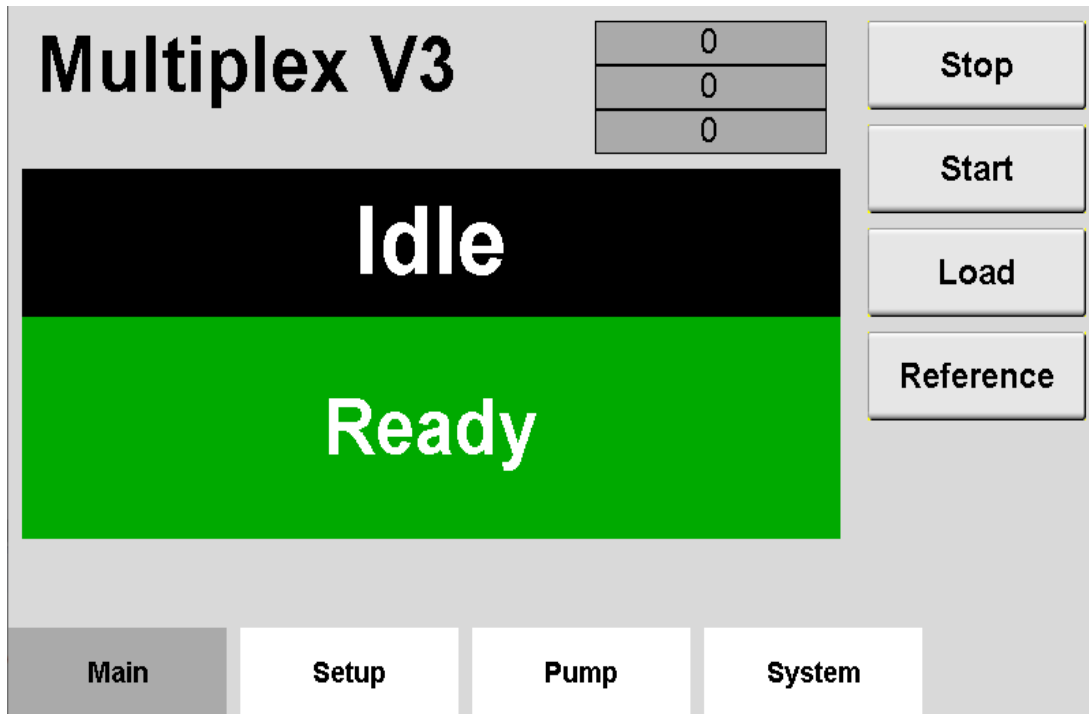 Multiplex V3
0
0
0
Stop
Start
Load
Reference
Idle
Ready
Main
Setup
Pump
System